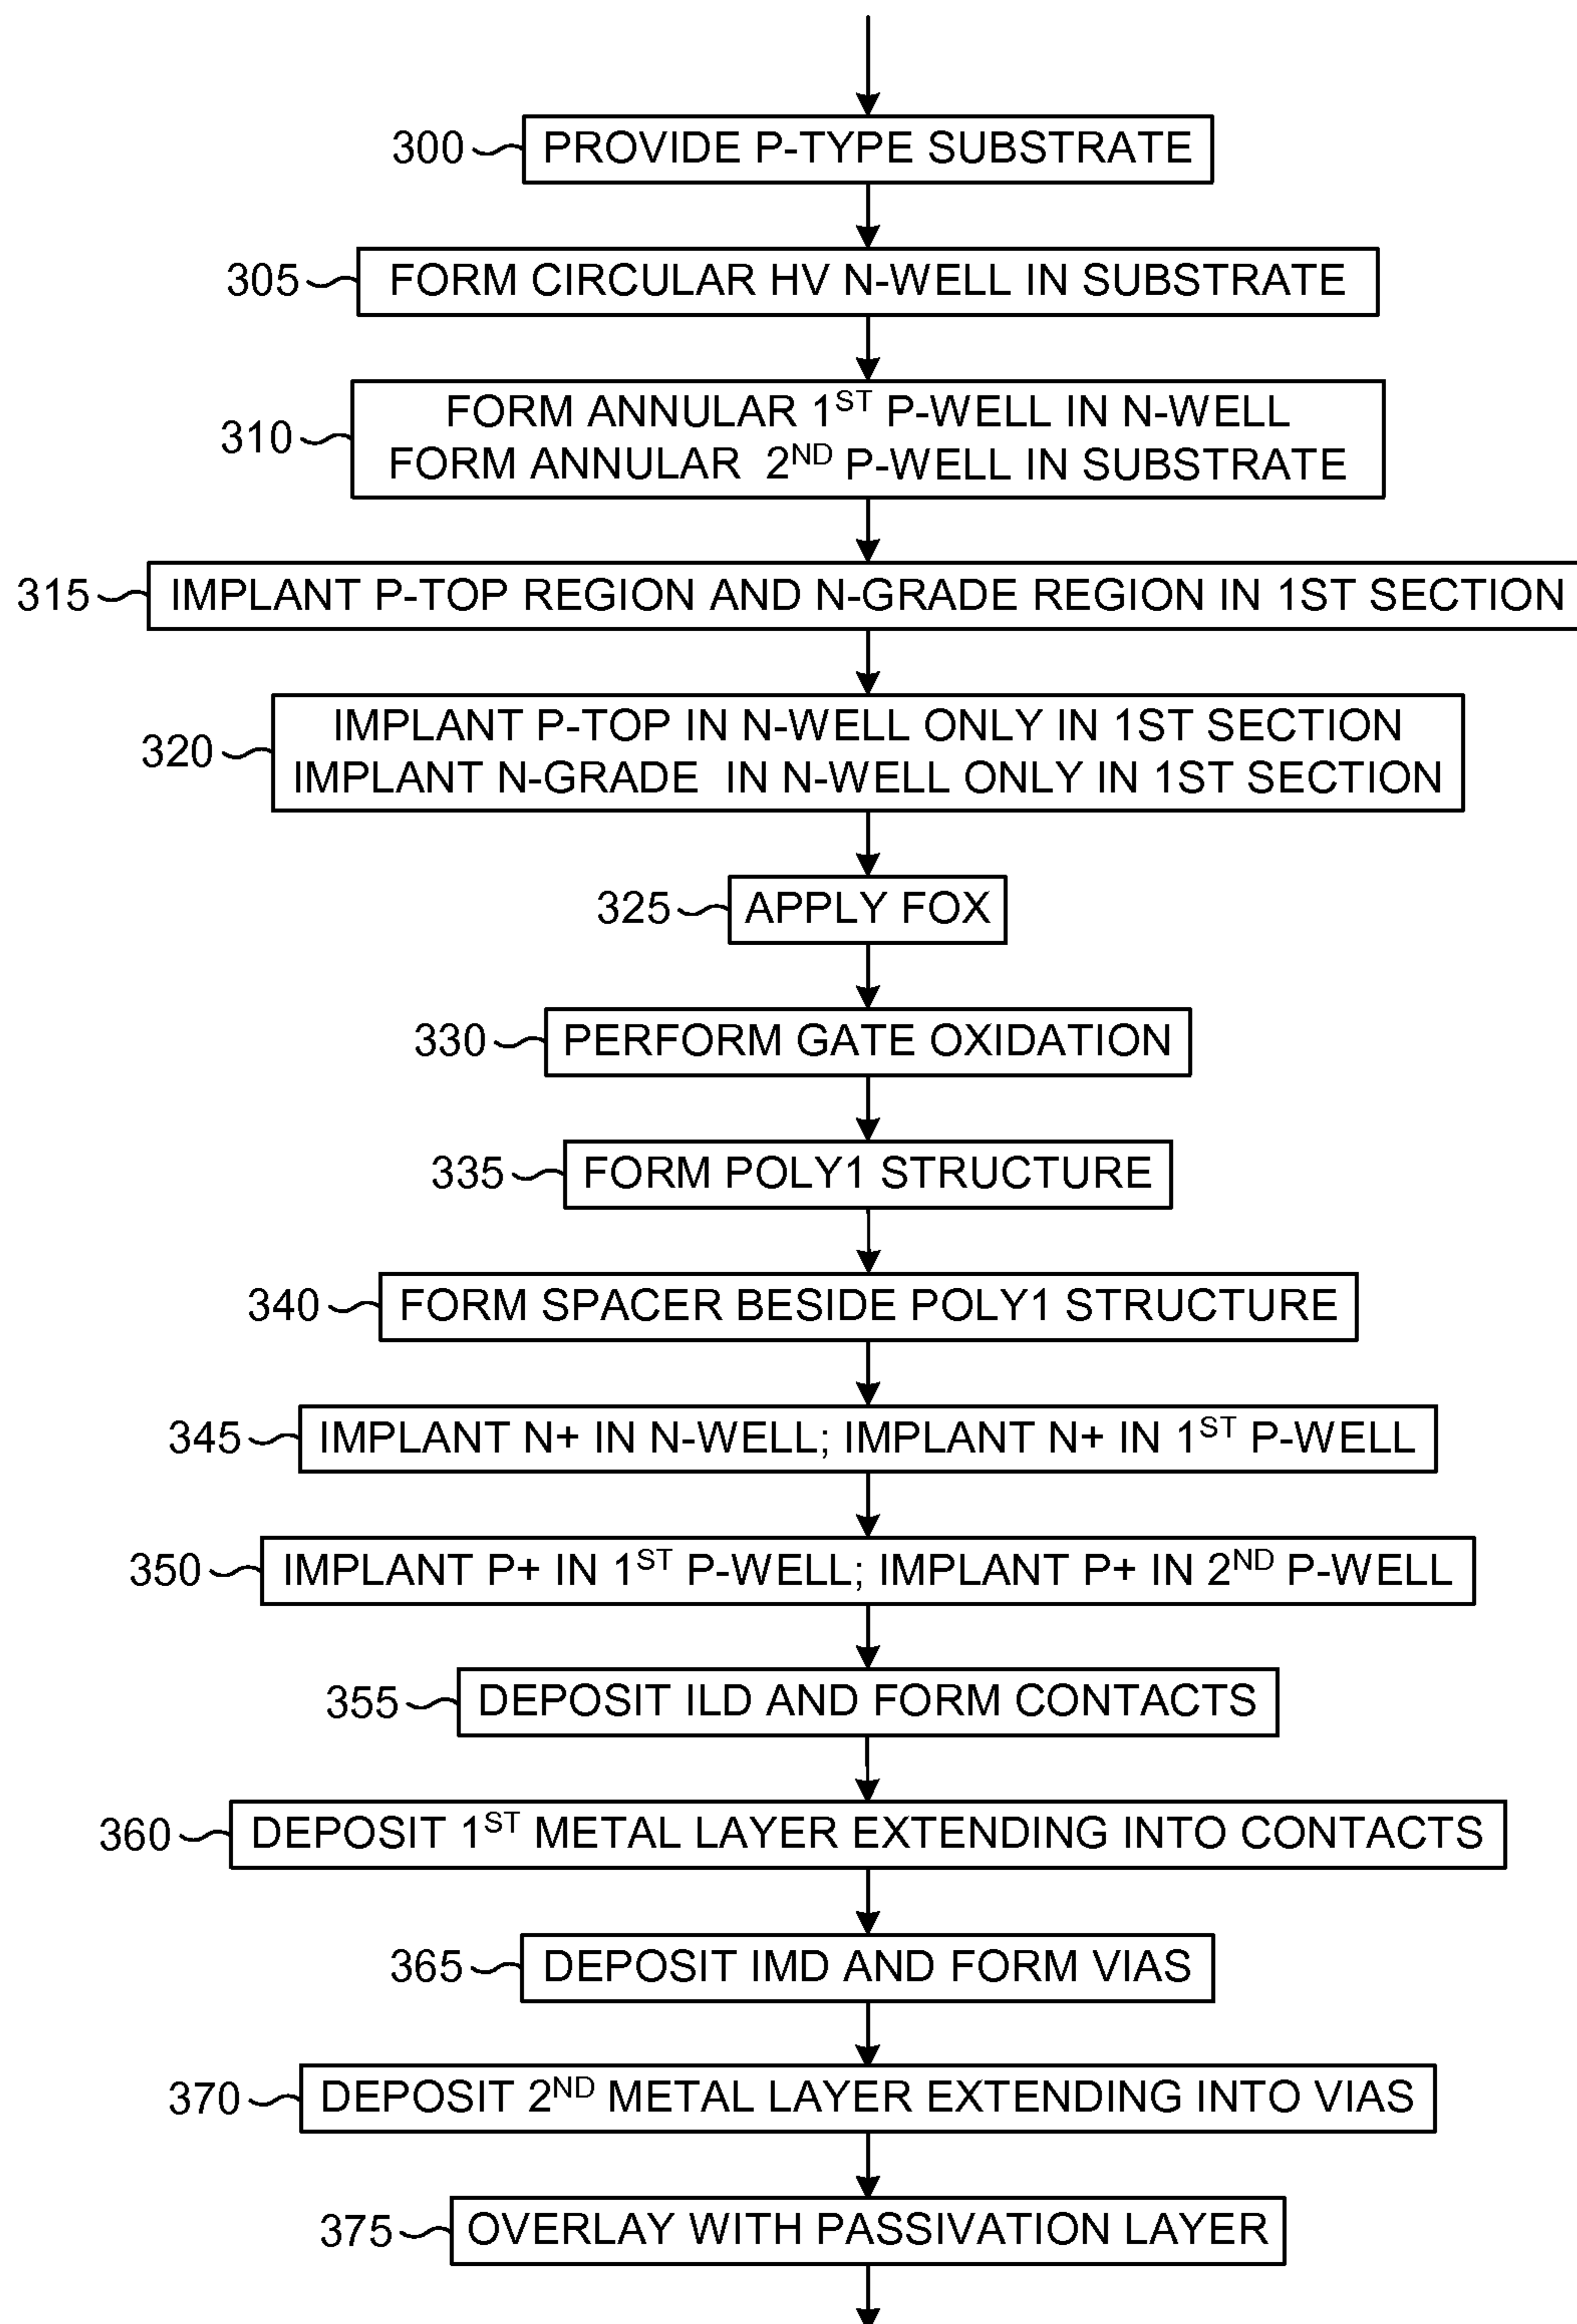 300 PROVIDE P-TYPE SUBSTRATE
305 FORM CIRCULAR HV N-WELL IN SUBSTRATE
310 FORM ANNULAR 1ST P-WELL IN N-WELL
FORM ANNULAR 2ND P-WELL IN SUBSTRATE
315 IMPLANT P-TOP REGION AND N-GRADE REGION IN 1ST SECTION
320 IMPLANT P-TOP IN N-WELL ONLY IN 1ST SECTION
IMPLANT N-GRADE IN N-WELL ONLY IN 1ST SECTION
325 APPLY FOX
330 PERFORM GATE OXIDATION
335 FORM POLY1 STRUCTURE
340 FORM SPACER BESIDE POLY1 STRUCTURE
345 IMPLANT N+ IN N-WELL; IMPLANT N+ IN 1ST P-WELL
350 IMPLANT P+ IN 1ST P-WELL; IMPLANT P+ IN 2ND P-WELL
355 DEPOSIT ILD AND FORM CONTACTS
360 DEPOSIT 1ST METAL LAYER EXTENDING INTO CONTACTS
365 DEPOSIT IMD AND FORM VIAS
370 DEPOSIT 2ND METAL LAYER EXTENDING INTO VIAS
375 OVERLAY WITH PASSIVATION LAYER